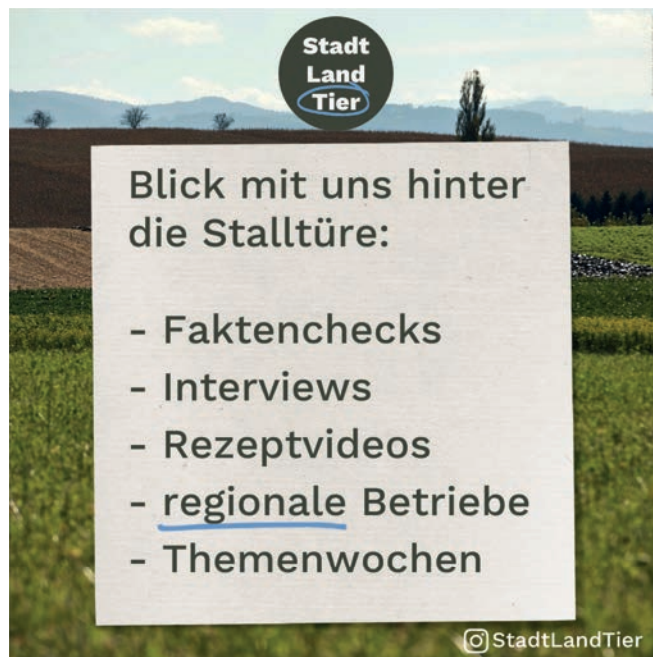 Stadt
Land
Tier
Blick mit uns hinter
die Stalltüre:
- Faktenchecks
- Interviews
- Rezeptvideos
- regionale Betriebe
- Themenwochen
StadtLandTier